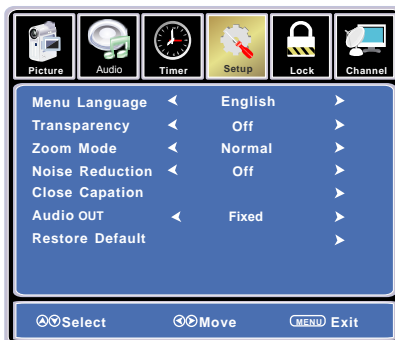 Picture Audio Timer Setup Lock Channel
Menu Language English
Transparency Off
Zoom Mode Normal
Noise Reduction Off
Close Capation
Audio OUT Fixed
Restore Default
Select Move MENU Exit